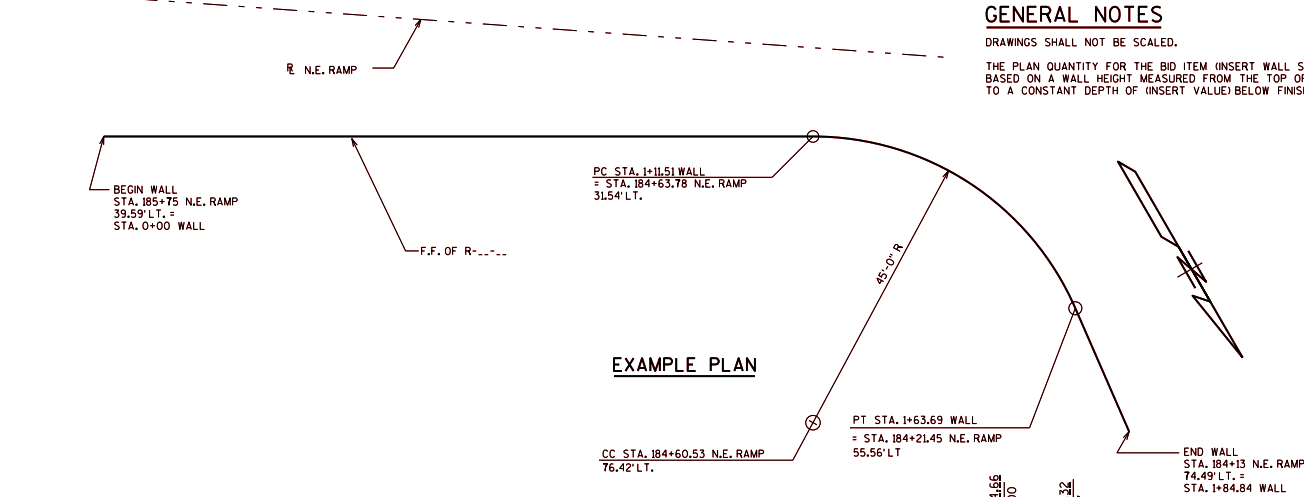 GENERAL NOTES
DRAWINGS SHALL NOT BE SCALED.
THE PLAN QUANTITY FOR THE BID ITEM (INSERT WALL
BASED ON A WALL HEIGHT MEASURED FROM THE TOP
TO A CONSTANT DEPTH OF (INSERT VALUE) BELOW
N.E. RAMP
BEGIN WALL
STA. 185+75 N.E. RAMP
39.59' LT. =
STA. 0+00 WALL
F.F. OF R-__-__
PC STA. 1+11.51 WALL
= STA. 184+63.78 N.E. RAMP
31.54' LT.
45'-0" R
EXAMPLE PLAN
CC STA. 184+60.53 N.E. RAMP
76.42' LT.
PT STA. 1+63.69 WALL
= STA. 184+21.45 N.E. RAMP
55.56' LT
END WALL
STA. 184+13 N.E. RAMP
74.49' LT. =
STA. 1+84.84 WALL